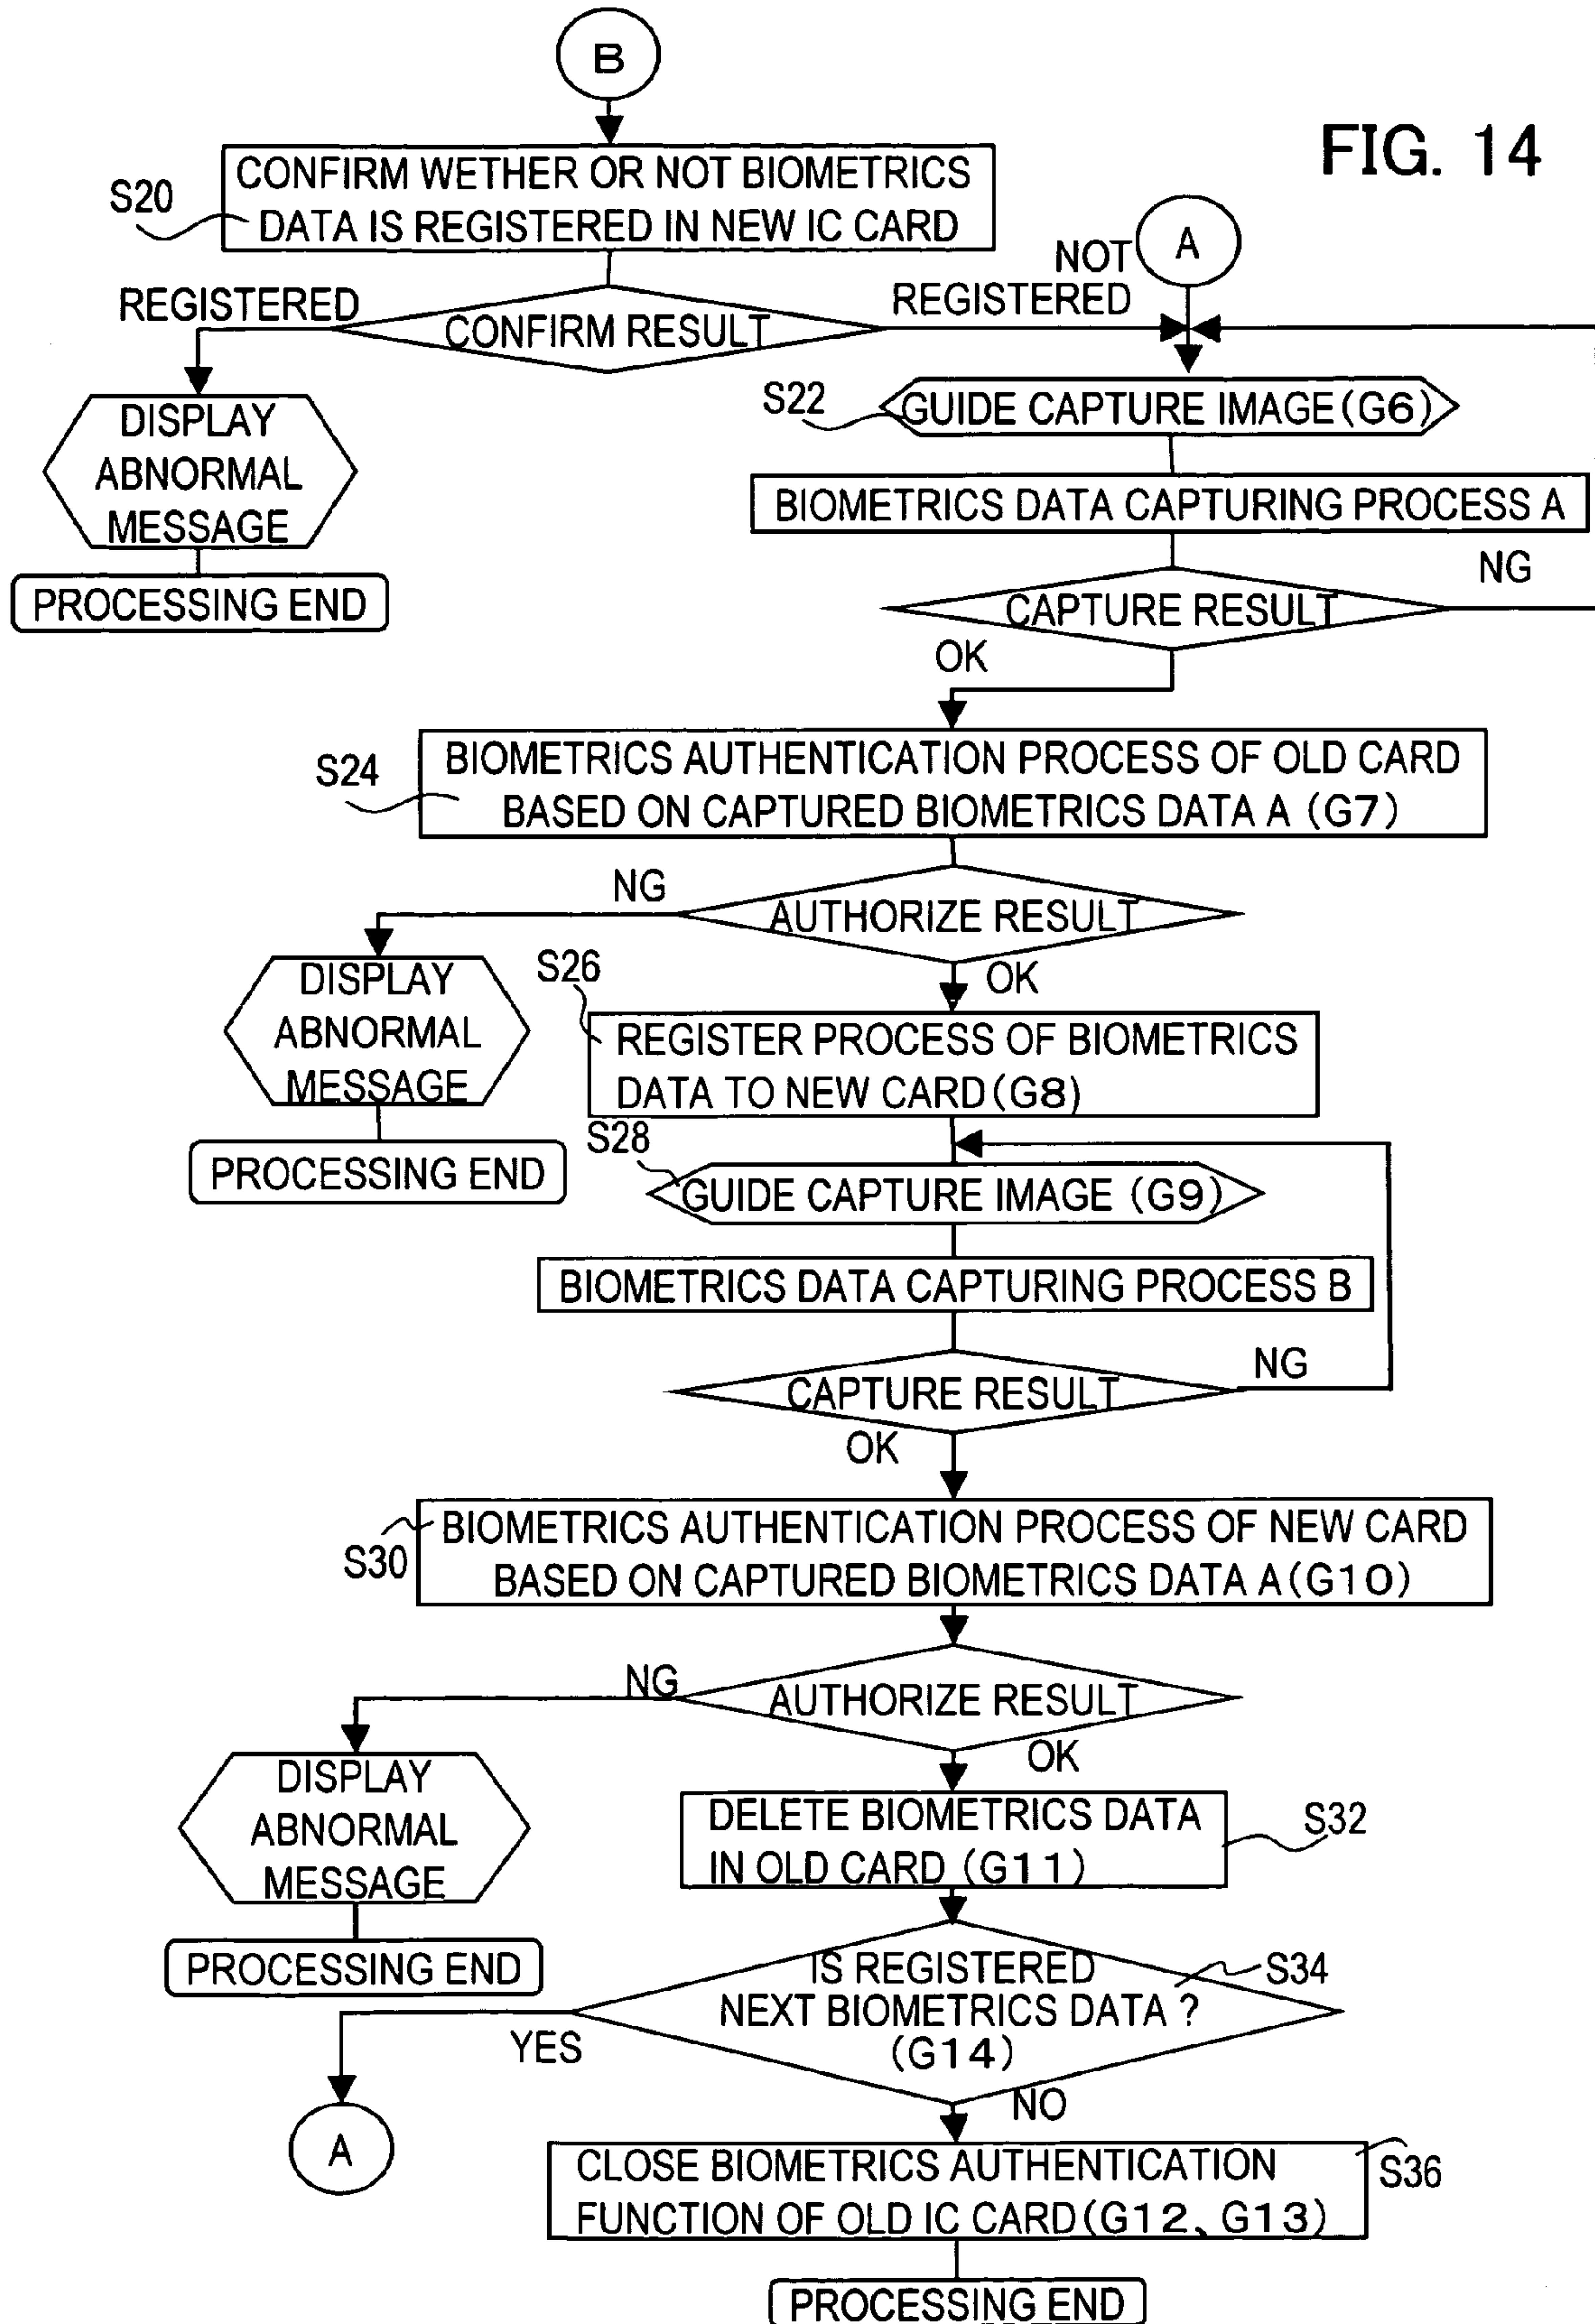 B
FIG. 14
S20
CONFIRM WETHER OR NOT BIOMETRICS
DATA IS REGISTERED IN NEW IC CARD
A
NOT
REGISTERED
REGISTERED
CONFIRM RESULT
DISPLAY
ABNORMAL
MESSAGE
PROCESSING END
S22
GUIDE CAPTURE IMAGE(G6)
BIOMETRICS DATA CAPTURING PROCESS A
NG
CAPTURE RESULT
OK
S24
BIOMETRICS AUTHENTICATION PROCESS OF OLD CARD
BASED ON CAPTURED BIOMETRICS DATA A (G7)
NG
AUTHORIZE RESULT
OK
DISPLAY
ABNORMAL
MESSAGE
PROCESSING END
S26
REGISTER PROCESS OF BIOMETRICS
DATA TO NEW CARD(G8)
S28
GUIDE CAPTURE IMAGE (G9)
BIOMETRICS DATA CAPTURING PROCESS B
NG
CAPTURE RESULT
OK
S30
BIOMETRICS AUTHENTICATION PROCESS OF NEW CARD
BASED ON CAPTURED BIOMETRICS DATA A(G10)
NG
AUTHORIZE RESULT
OK
DISPLAY
ABNORMAL
MESSAGE
PROCESSING END
DELETE BIOMETRICS DATA
IN OLD CARD (G11)
S32
IS REGISTERED
NEXT BIOMETRICS DATA ?
(G14)
S34
YES
NO
A
CLOSE BIOMETRICS AUTHENTICATION
FUNCTION OF OLD IC CARD(G12、G13)
S36
PROCESSING END